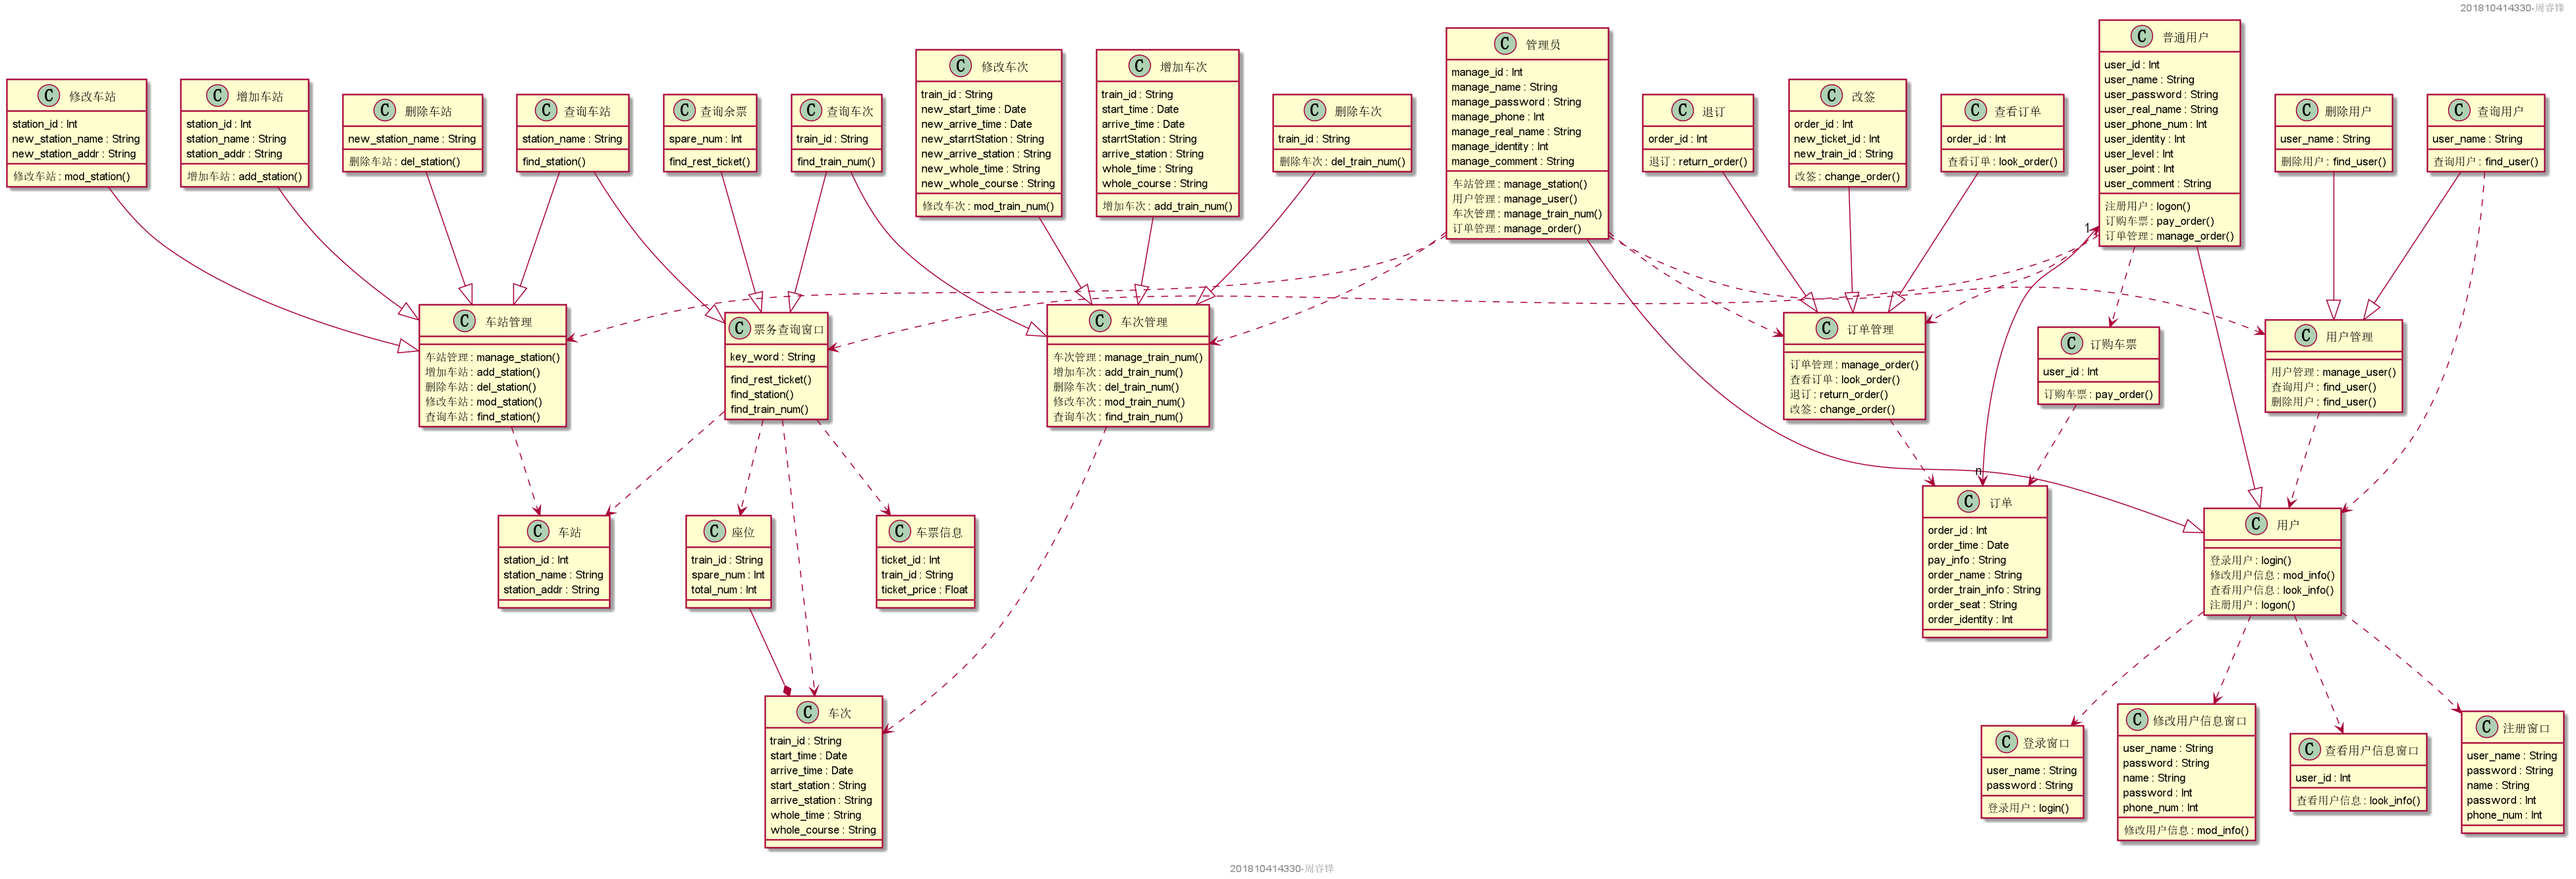 201810414330-周睿锋
C 修改车站
station_id : Int
new_station_name : String
new_station_addr : String
修改车站 : mod_station()
C 增加车站
station_id : Int
station_name : String
station_addr : String
增加车站 : add_station()
C 删除车站
new_station_name : String
删除车站 : del_station()
C 查询车站
station_name : String
find_station()
C 查询余票
spare_num : Int
find_rest_ticket()
C 查询车次
train_id : String
find_train_num()
C 修改车次
train_id : String
new_start_time : Date
new_arrive_time : Date
new_starrtStation : String
new_arrive_station : String
new_whole_time : String
new_whole_course : String
修改车次 : mod_train_num()
C 增加车次
train_id : String
start_time : Date
arrive_time : Date
starrtStation : String
arrive_station : String
whole_time : String
whole_course : String
增加车次 : add_train_num()
C 删除车次
train_id : String
删除车次 : del_train_num()
C 管理员
manage_id : Int
manage_name : String
manage_password : String
manage_phone : Int
manage_real_name : String
manage_identity : Int
manage_comment : String
车站管理 : manage_station()
用户管理 : manage_user()
车次管理 : manage_train_num()
订单管理 : manage_order()
C 退订
order_id : Int
退订 : return_order()
C 改签
order_id : Int
new_ticket_id : Int
new_train_id : String
改签 : change_order()
C 查看订单
order_id : Int
查看订单 : look_order()
C 普通用户
user_id : Int
user_name : String
user_password : String
user_real_name : String
user_phone_num : Int
user_identity : Int
user_level : Int
user_point : Int
user_comment : String
注册用户 : logon()
订购车票 : pay_order()
订单管理 : manage_order()
C 删除用户
user_name : String
删除用户 : find_user()
C 查询用户
user_name : String
查询用户 : find_user()
1
C 车站管理
车站管理 : manage_station()
增加车站 : add_station()
删除车站 : del_station()
修改车站 : mod_station()
查询车站 : find_station()
C 票务查询窗口
key_word : String
find_rest_ticket()
find_station()
find_train_num()
C 车次管理
车次管理 : manage_train_num()
增加车次 : add_train_num()
删除车次 : del_train_num()
修改车次 : mod_train_num()
查询车次 : find_train_num()
C 订单管理
订单管理 : manage_order()
查看订单 : look_order()
退订 : return_order()
改签 : change_order()
C 订购车票
user_id : Int
订购车票 : pay_order()
C 用户管理
用户管理 : manage_user()
查询用户 : find_user()
删除用户 : find_user()
n
C 车站
station_id : Int
station_name : String
station_addr : String
C 座位
train_id : String
spare_num : Int
total_num : Int
C 车票信息
ticket_id : Int
train_id : String
ticket_price : Float
C 订单
order_id : Int
order_time : Date
pay_info : String
order_name : String
order_train_info : String
order_seat : String
order_identity : Int
C 用户
登录用户 : login()
修改用户信息 : mod_info()
查看用户信息 : look_info()
注册用户 : logon()
C 车次
train_id : String
start_time : Date
arrive_time : Date
start_station : String
arrive_station : String
whole_time : String
whole_course : String
C 登录窗口
user_name : String
password : String
登录用户 : login()
C 修改用户信息窗口
user_name : String
password : String
name : String
password : Int
phone_num : Int
修改用户信息 : mod_info()
C 查看用户信息窗口
user_id : Int
查看用户信息 : look_info()
C 注册窗口
user_name : String
password : String
name : String
password : Int
phone_num : Int
201810414330-周睿锋